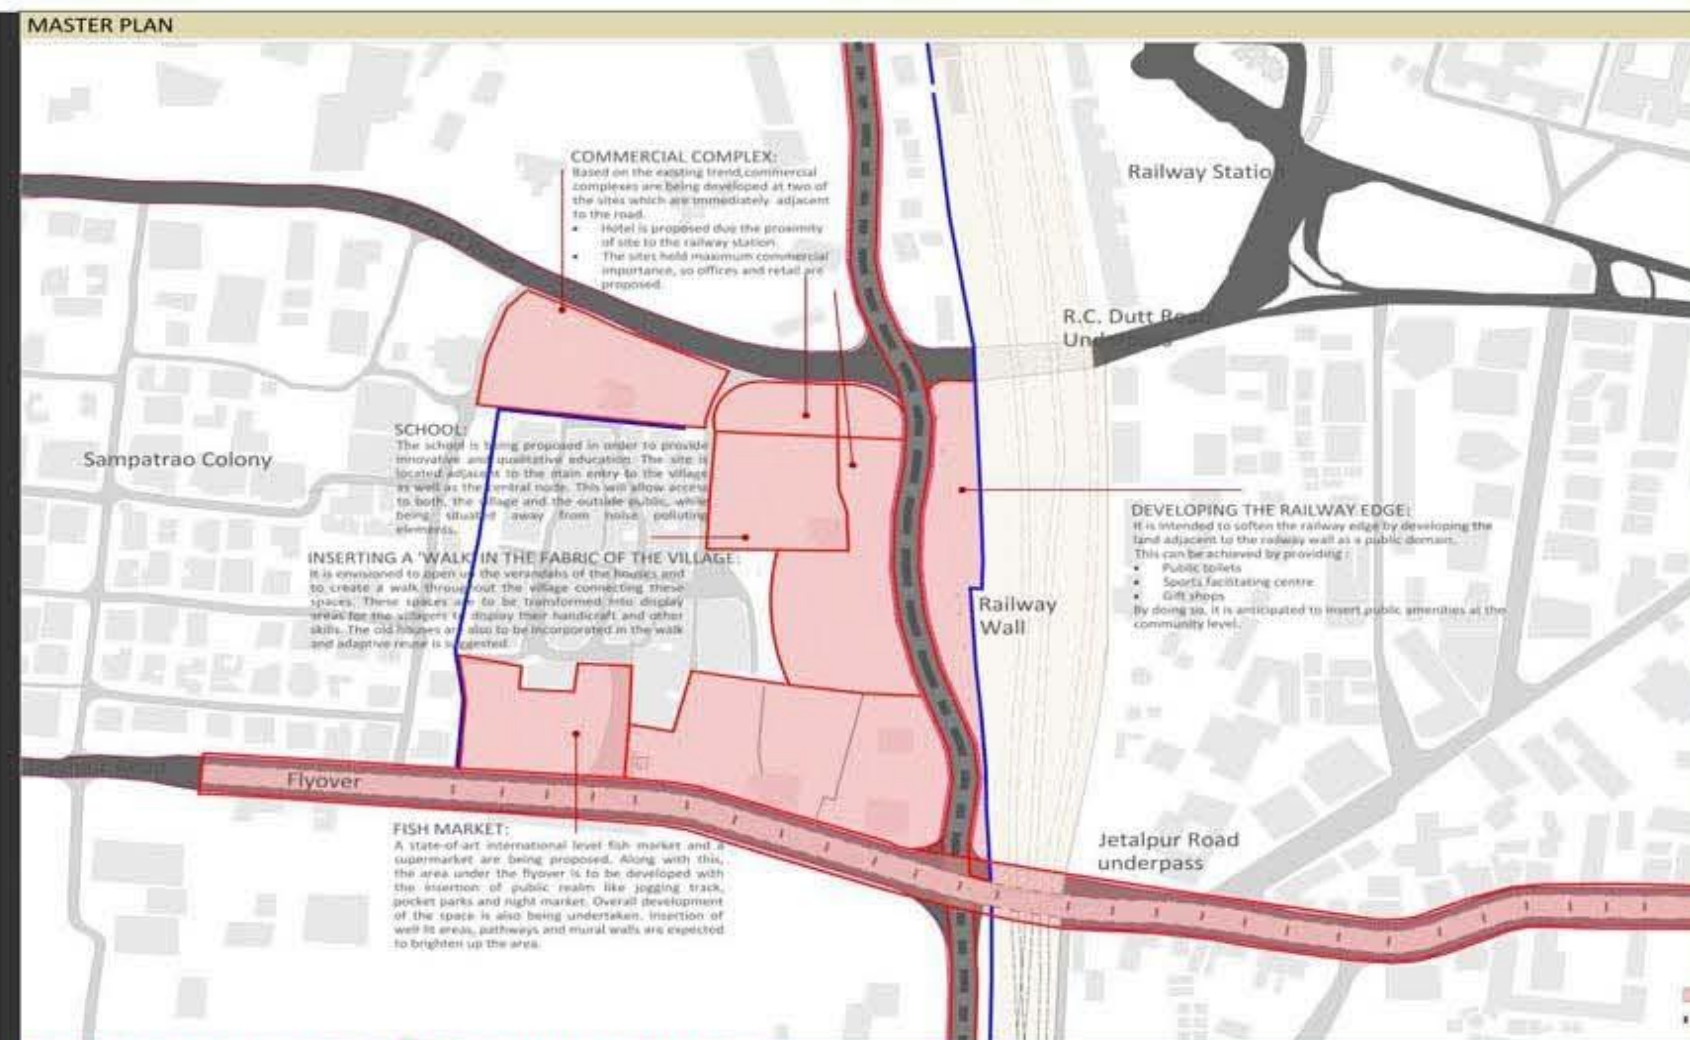 MASTER PLAN
COMMERCIAL COMPLEX:
Based on the existing trend,commercial
complexes are being developed at two of
the sites which are immediately adjacent
to the road.
• Hotel is proposed due the proximity
of site to the railway station.
• The sites hold maximum commercial
importance, so offices and retail are
proposed.
Railway Station
R.C. Dutt Road
SCHOOL:
The school is being proposed in order to provide
innovative and qualitative education. The site is
located adjacent to the main entry to the village
as well as the central node. This will allow access
to both, the village and the outside public, while
being situated away from noise polluting
elements.
Sampatrao Colony
INSERTING A 'WALK' IN THE FABRIC OF THE VILLAGE:
It is envisioned to open up the verandahs of the houses and
to create a walk throughout the village connecting these
spaces. These spaces are to be transformed into display
areas for the villagers to display their handicraft and other
skills. The old houses are also to be incorporated in the walk
and adaptive reuse is suggested.
DEVELOPING THE RAILWAY EDGE:
It is intended to soften the railway edge by developing the
land adjacent to the railway wall as a public domain.
This can be achieved by providing :
• Public toilets
• Sports facilitating centre
• Gift shops
By doing so, it is anticipated to insert public amenities at the
community level.
Railway
Wall
Flyover
FISH MARKET:
A state-of-art international level fish market and a
supermarket are being proposed. Along with this,
the area under the flyover is to be developed with
the insertion of public realm like jogging track,
pocket parks and night market. Overall development
of the space is also being undertaken. Insertion of
well lit areas, pathways and mural walls are expected
to brighten up the area.
Jetalpur Road
underpass